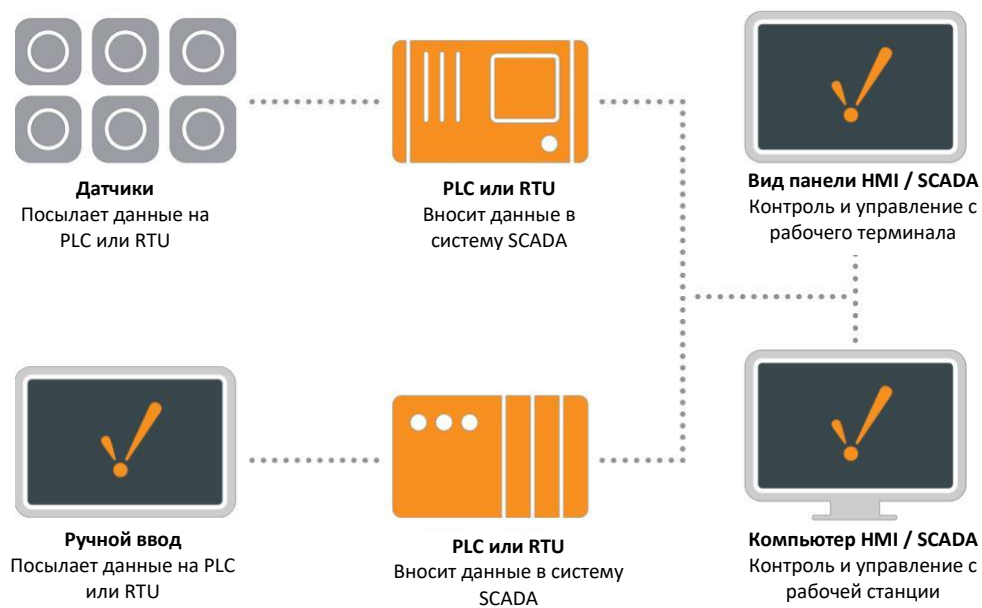 Датчики
Посылает данные на
PLC или RTU
PLC или RTU
Вносит данные в
систему SCADA
Вид панели HMI / SCADA
Контроль и управление с
рабочего терминала
Ручной ввод
Посылает данные на PLC
или RTU
PLC или RTU
Вносит данные в систему
SCADA
Компьютер HMI / SCADA
Контроль и управление с
рабочей станции